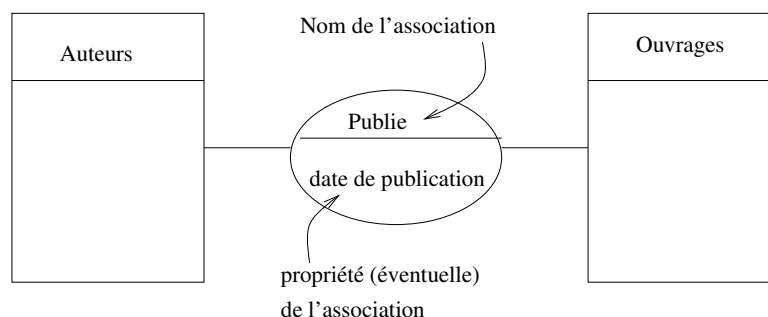 Nom de l'association
Auteurs
Ouvrages
Publie
date de publication
propriété (éventuelle)
de l'association